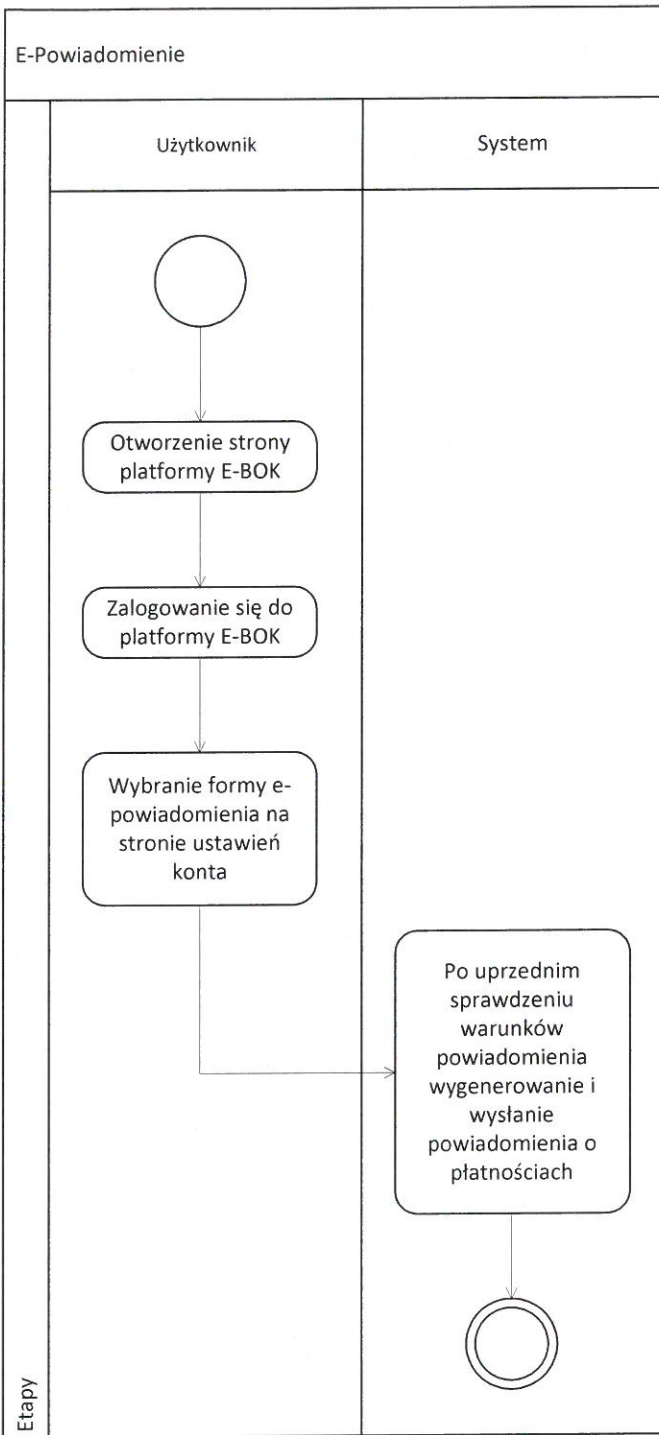 E-Powiadomienie
Użytkownik
System
Otworzenie strony
platformy E-BOK
Zalogowanie się do
platformy E-BOK
Wybranie formy e-
powiadomienia na
stronie ustawień
konta
Po uprzednim
sprawdzeniu
warunków
powiadomienia
wygenerowanie i
wysłanie
powiadomienia o
płatnościach
Etapy